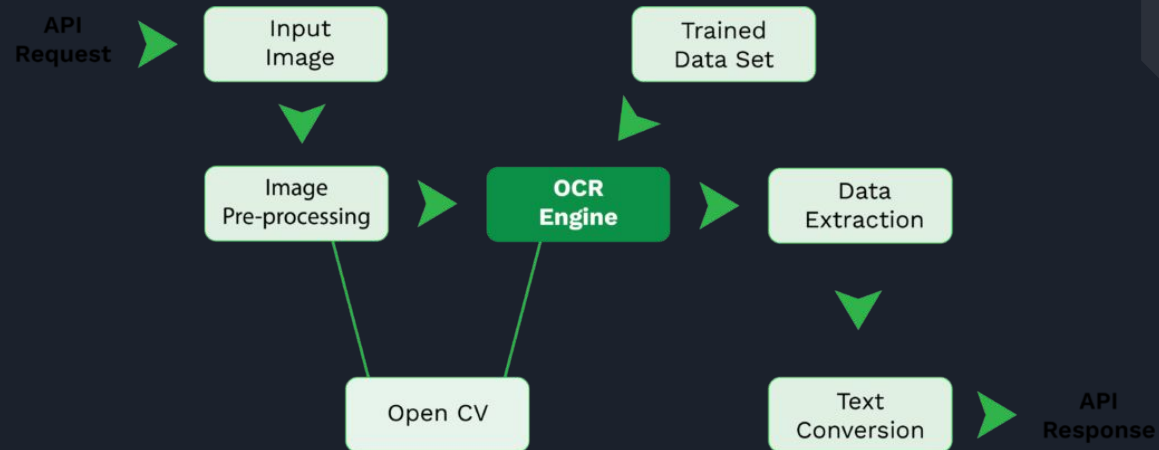 API
Request
Input
Image
Trained
Data Set
Image
Pre-processing
OCR
Engine
Data
Extraction
Open CV
Text
Conversion
API
Response